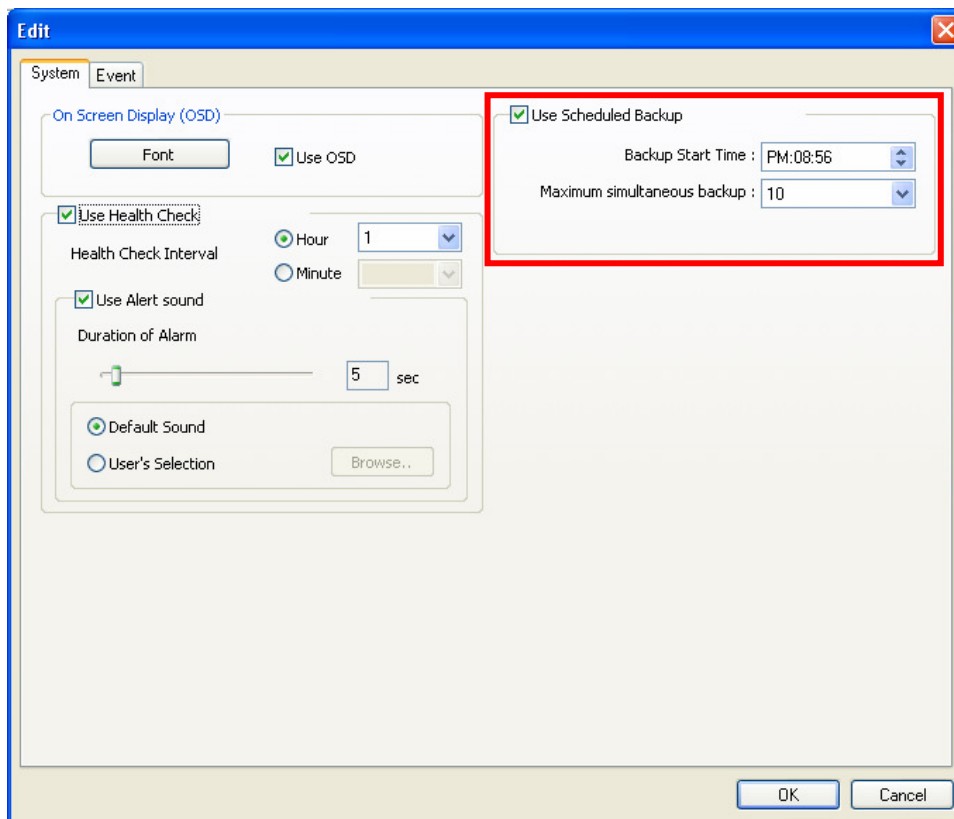 Edit
System
Event
On Screen Display (OSD)
Font
Use OSD
Use Health Check
Health Check Interval
Hour
1
Minute
Use Alert sound
Duration of Alarm
5
sec
Default Sound
User's Selection
Browse..
Use Scheduled Backup
Backup Start Time : PM:08:56
Maximum simultaneous backup : 10
OK
Cancel